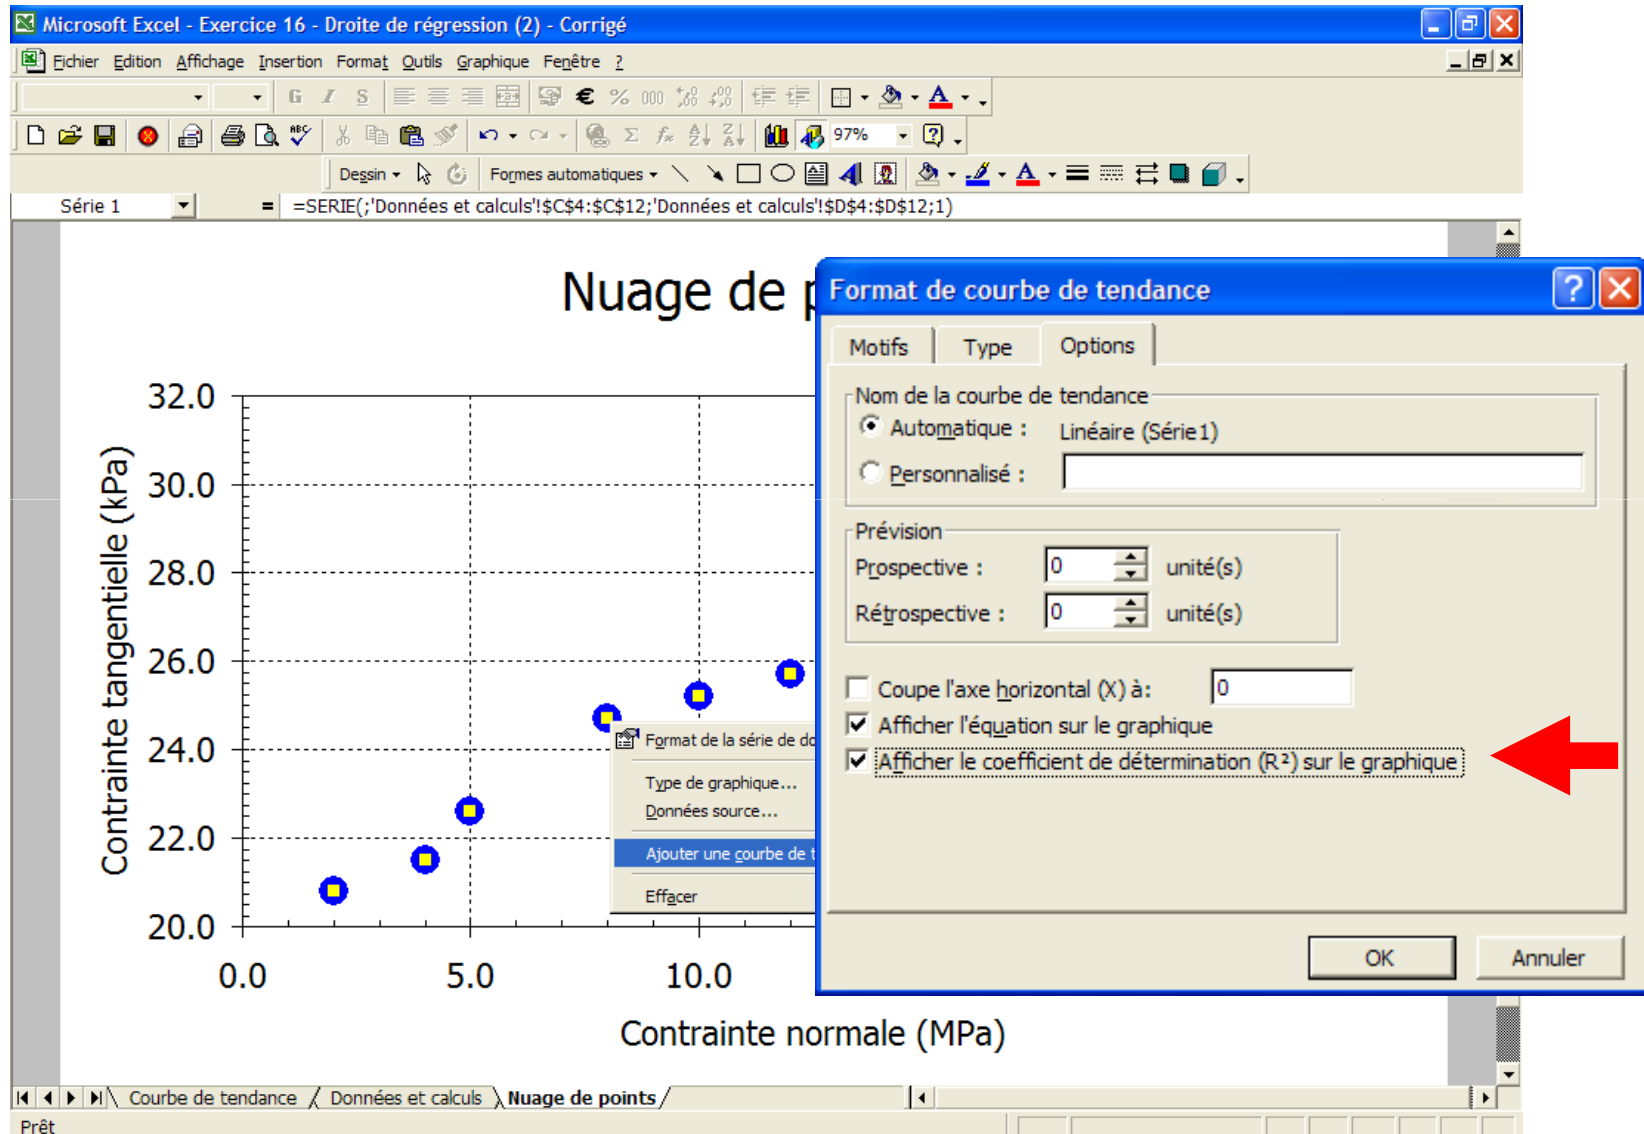 Microsoft Excel - Exercice 16 - Droite de régression (2) - Corrigé
Fichier Edition Affichage Insertion Format Outils Graphique Fenêtre ?
G I S € % 000
ABC Σ fx 97% ?
Dessin Formes automatiques A
Série 1 = =SERIE(;'Données et calculs'!$C$4:$C$12;'Données et calculs'!$D$4:$D$12;1)
Nuage de p
Contrainte tangentielle (kPa)
32.0
30.0
28.0
26.0
24.0
22.0
20.0
0.0 5.0 10.0
Contrainte normale (MPa)
Format de la série de do
Type de graphique...
Données source...
Ajouter une courbe de t
Effacer
Format de courbe de tendance
Motifs Type Options
Nom de la courbe de tendance
Automatique : Linéaire (Série1)
Personnalisé :
Prévision
Prospective : 0 unité(s)
Rétrospective : 0 unité(s)
Coupe l'axe horizontal (X) à: 0
Afficher l'équation sur le graphique
Afficher le coefficient de détermination (R²) sur le graphique
OK Annuler
Courbe de tendance Données et calculs Nuage de points
Prêt